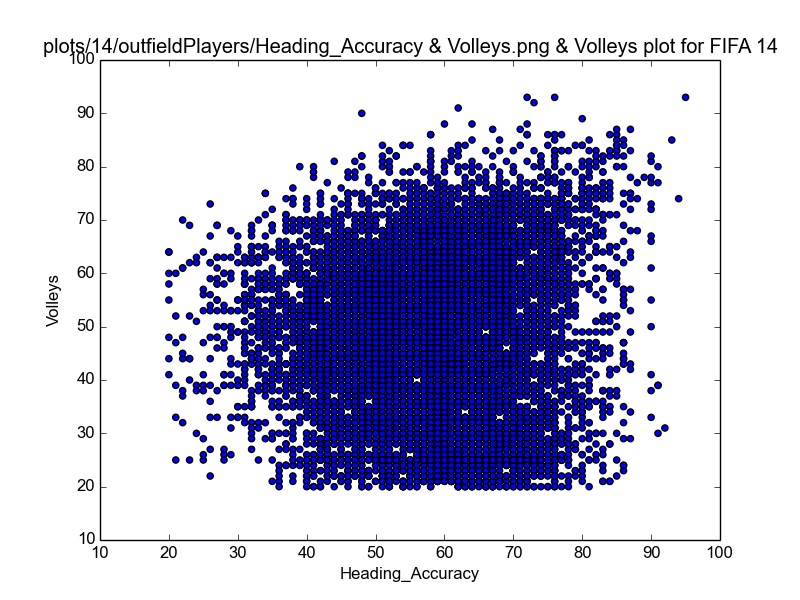 plots/14/outfieldPlayers/Heading_Accuracy & Volleys.png & Volleys plot for FIFA 14
100
90
80
70
60
50
40
30
20
10
Volleys
10 20 30 40 50 60 70 80 90 100
Heading_Accuracy